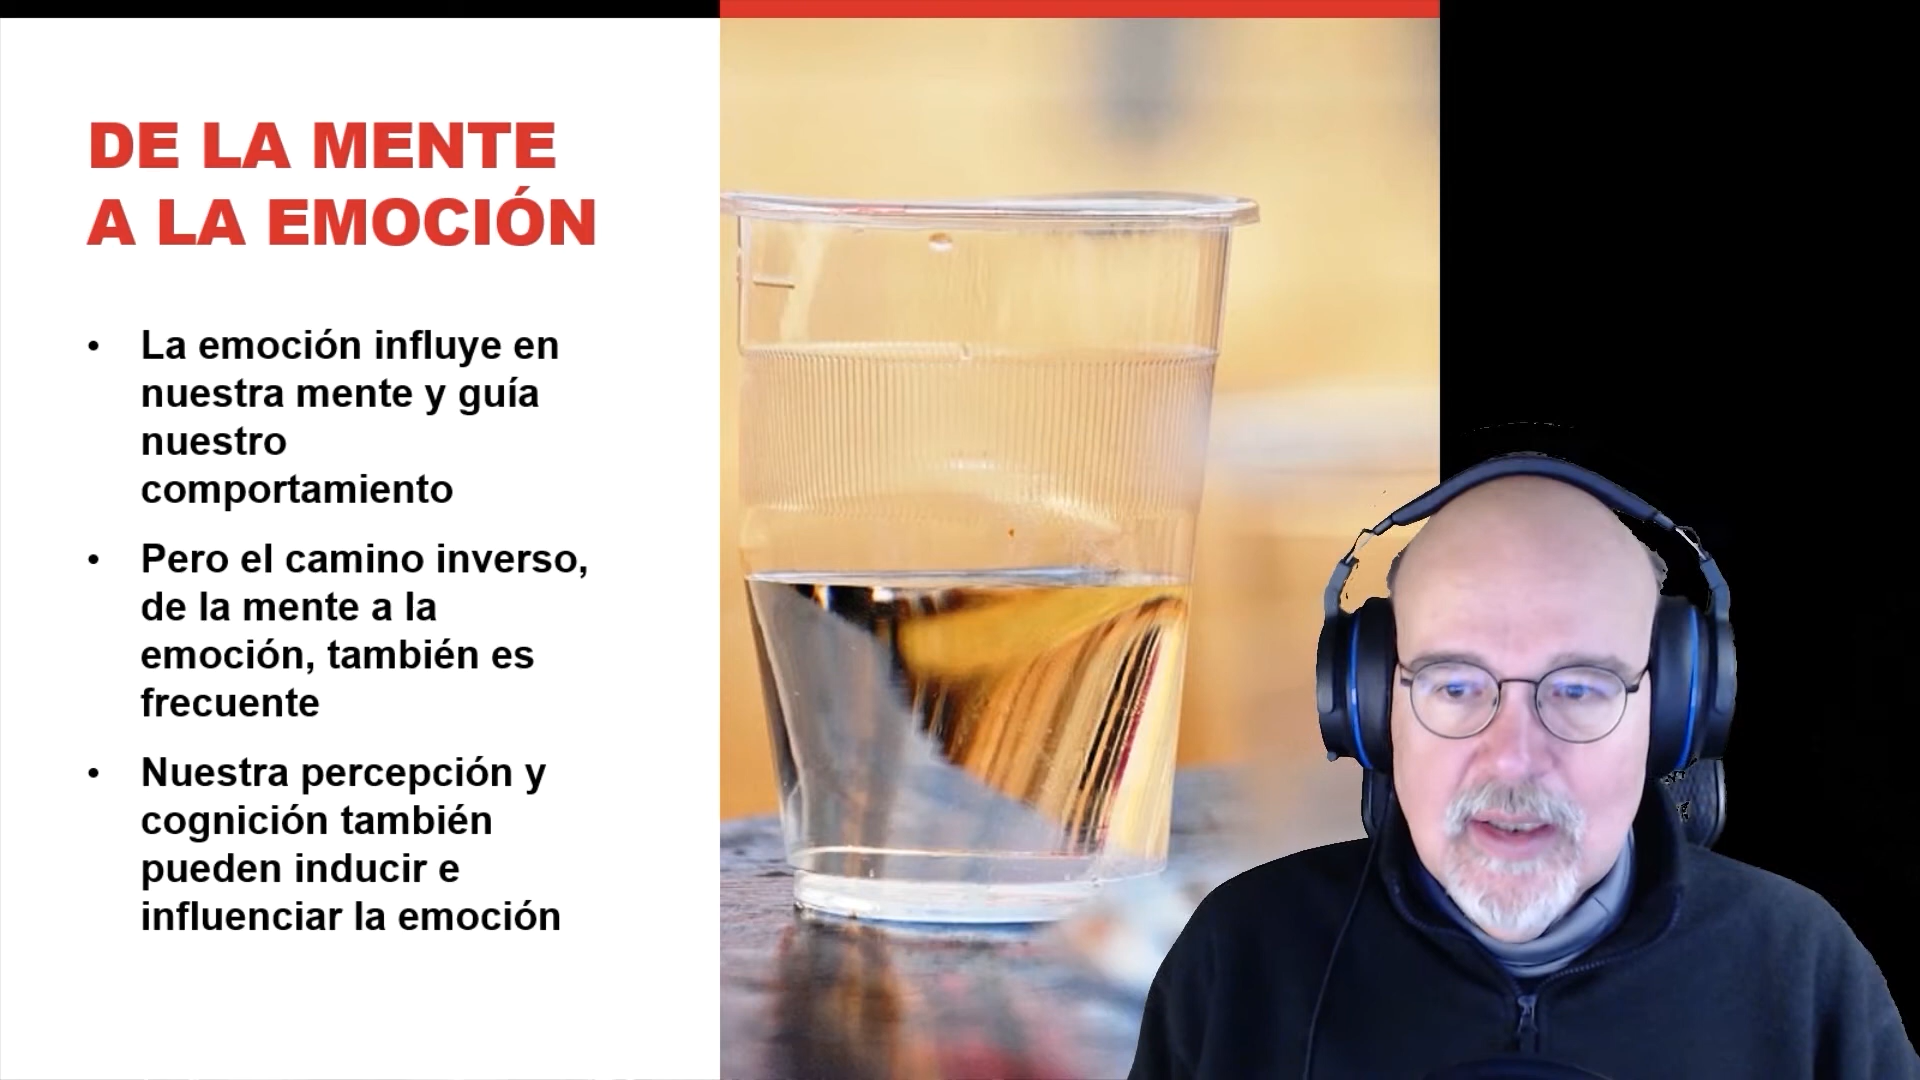 DE LA MENTE
A LA EMOCIÓN
• La emoción influye en
nuestra mente y guía
nuestro
comportamiento
• Pero el camino inverso,
de la mente a la
emoción, también es
frecuente
• Nuestra percepción y
cognición también
pueden inducir e
influenciar la emoción